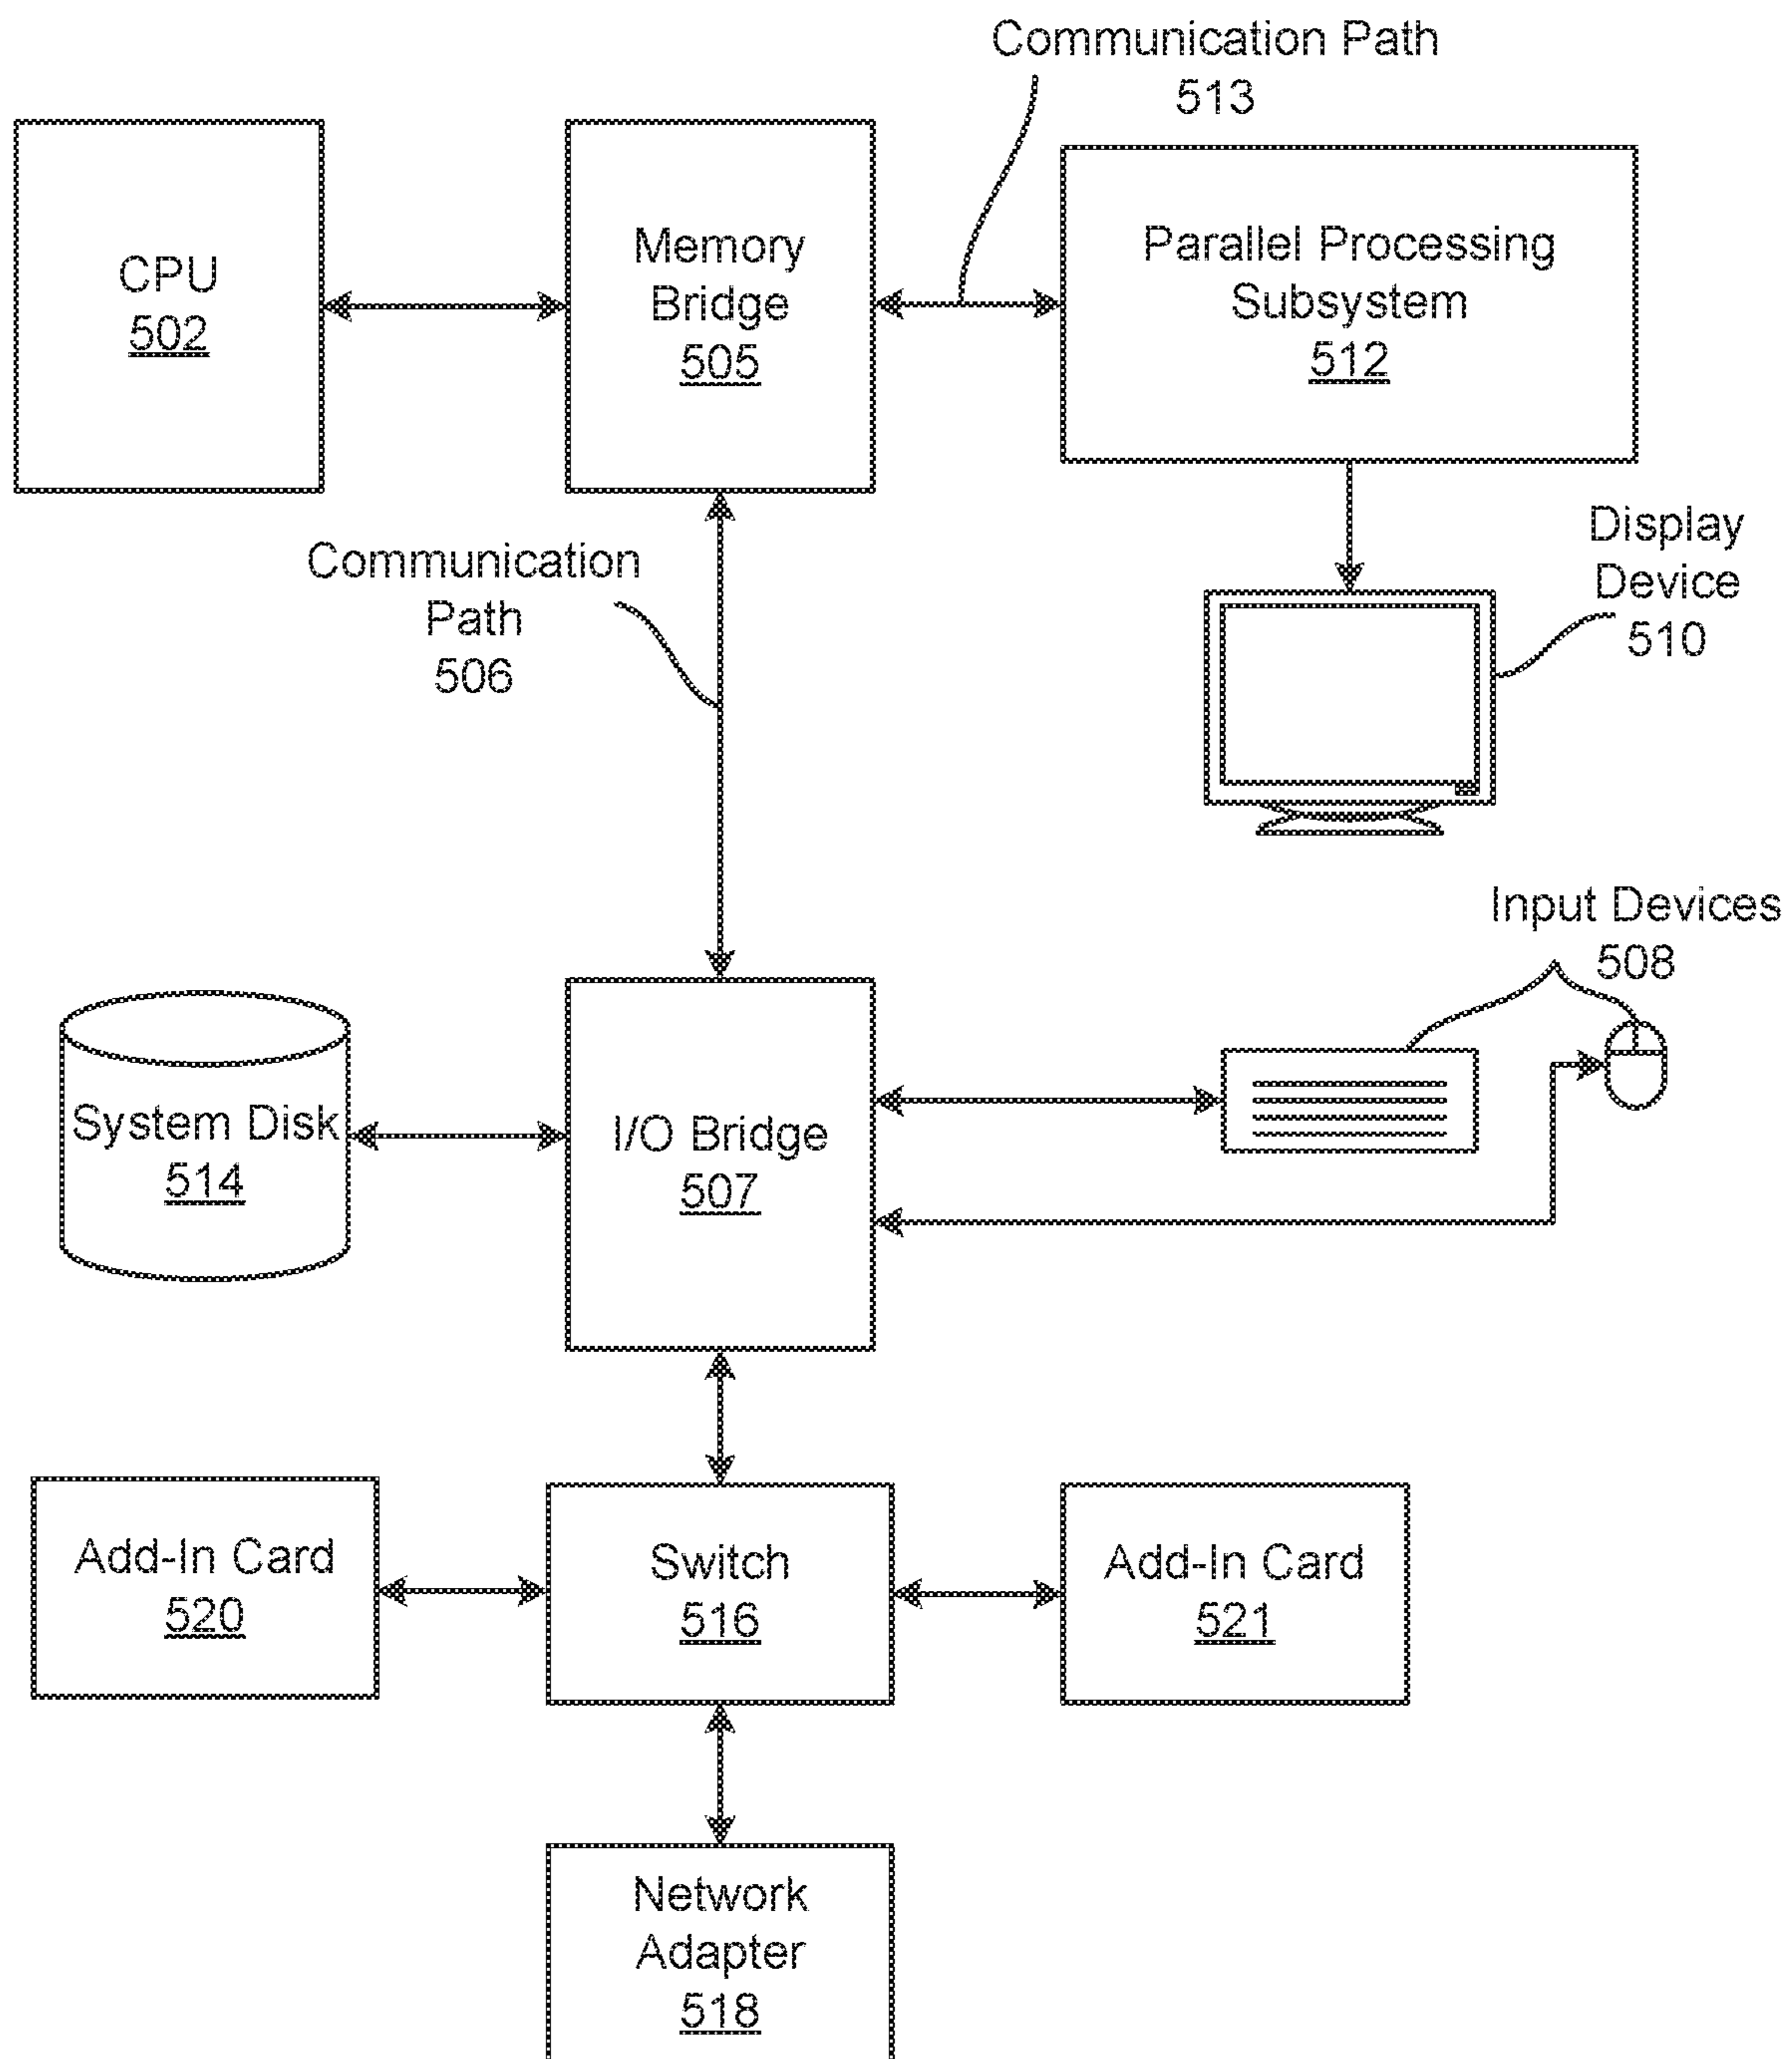 Communication Path
513
CPU
502
Memory
Bridge
505
Parallel Processing
Subsystem
512
Communication
Path
506
Display
Device
510
Input Devices
508
System Disk
514
I/O Bridge
507
Add-In Card
520
Switch
516
Add-In Card
521
Network
Adapter
518